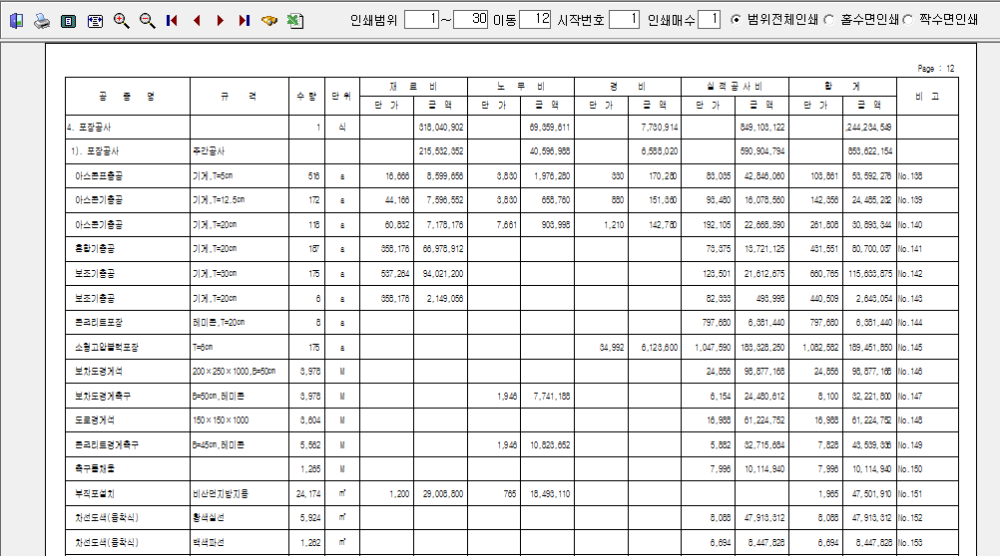 인쇄범위 1 ~ 30 이동 12 시작번호 1 인쇄매수 1 범위전체인쇄 홀수면인쇄 짝수면인쇄
Page : 12
공 종 명 규 격 수 량 단 위 재 료 비 노 무 비 경 비 실 적 공 사 비 합 계 비 고
단 가 금 액 단 가 금 액 단 가 금 액 단 가 금 액 단 가 금 액
4. 포장공사 1 식 318,040,902 69,359,611 7,730,914 849,103,122 ,244,234,549
1). 포장공사 주간공사 215,532,352 40,596,988 6,588,020 590,904,794 853,622,154
아스콘표층공 기계,T=5cm 516 a 16,666 8,599,656 3,830 1,976,280 330 170,280 83,035 42,846,060 103,861 53,592,276 No.138
아스콘기층공 기계,T=12.5cm 172 a 44,166 7,596,552 3,830 658,760 880 151,360 93,480 16,078,560 142,356 24,485,232 No.139
아스콘기층공 기계,T=20cm 118 a 60,832 7,178,176 7,661 903,998 1,210 142,780 192,105 22,668,390 261,808 30,893,344 No.140
혼합기층공 기계,T=20cm 187 a 358,176 66,978,912 73,375 13,721,125 431,551 80,700,037 No.141
보조기층공 기계,T=30cm 175 a 537,264 94,021,200 123,501 21,612,675 660,765 115,633,875 No.142
보조기층공 기계,T=20cm 6 a 358,176 2,149,056 82,333 493,998 440,509 2,643,054 No.143
콘크리트포장 레미콘,T=20cm 8 a 797,680 6,381,440 797,680 6,381,440 No.144
소형고압블럭포장 T=6cm 175 a 34,992 6,123,600 1,047,590 183,328,250 1,082,582 189,451,850 No.145
보차도경계석 200×250×1000,B=50cm 3,978 M 24,856 98,877,168 24,856 98,877,168 No.146
보차도경계측구 B=50cm,레미콘 3,978 M 1,946 7,741,188 6,154 24,480,612 8,100 32,221,800 No.147
도로경계석 150×150×1000 3,604 M 16,988 61,224,752 16,988 61,224,752 No.148
콘크리트경계측구 B=45cm,레미콘 5,562 M 1,946 10,823,652 5,882 32,715,684 7,828 43,539,336 No.149
측구돌채움 1,265 M 7,996 10,114,940 7,996 10,114,940 No.150
부직포설치 비산먼지방지용 24,174 ㎡ 1,200 29,008,800 765 18,493,110 1,965 47,501,910 No.151
차선도색(융착식) 황색실선 5,924 ㎡ 8,088 47,913,312 8,088 47,913,312 No.152
차선도색(융착식) 백색파선 1,262 ㎡ 6,694 8,447,828 6,694 8,447,828 No.153